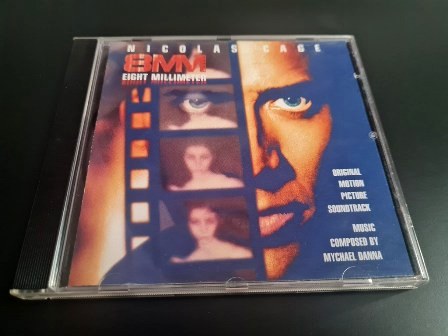 NICOLAS CAGE
8MM
EIGHT MILLIMETER
ORIGINAL
MOTION
PICTURE
SOUNDTRACK
MUSIC
COMPOSED BY
MYCHAEL DANNA